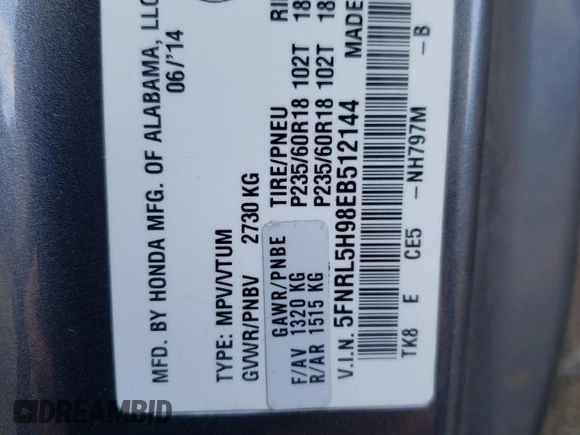 MFD. BY HONDA MFG. OF ALABAMA, LLC
06/'14
TYPE: MPV/VTUM
GVWR/PNBV 2730 KG
GAWR/PNBE TIRE/PNEU
F/AV 1320 KG P235/60R18 102T 18
R/AR 1515 KG P235/60R18 102T 18
V.I.N. 5FNRL5H98EB512144 MADE
TK8 E CE5 -NH797M -B
DREAMBID